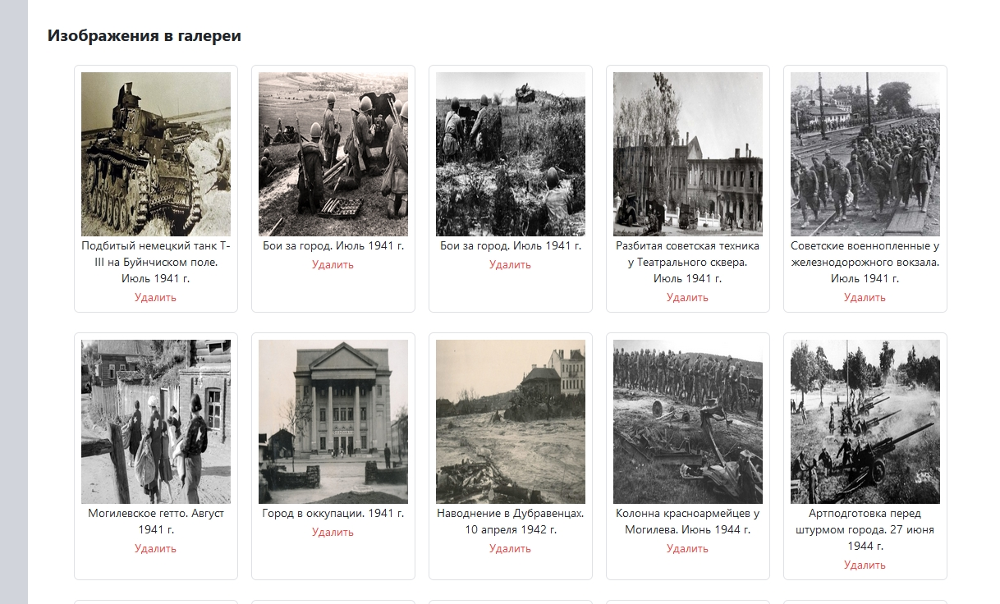 Изображения в галереи
Подбитый немецкий танк T-
III на Буйнчиском поле.
Июль 1941 г.
Удалить
Бои за город. Июль 1941 г.
Удалить
Бои за город. Июль 1941 г.
Удалить
Разбитая советская техника
у Театрального сквера.
Июль 1941 г.
Удалить
Советские военнопленные у
железнодорожного вокзала.
Июль 1941 г.
Удалить
Могилевское гетто. Август
1941 г.
Удалить
Город в оккупации. 1941 г.
Удалить
Наводнение в Дубравенцах.
10 апреля 1942 г.
Удалить
Колонна красноармейцев у
Могилева. Июнь 1944 г.
Удалить
Артподготовка перед
штурмом города. 27 июня
1944 г.
Удалить